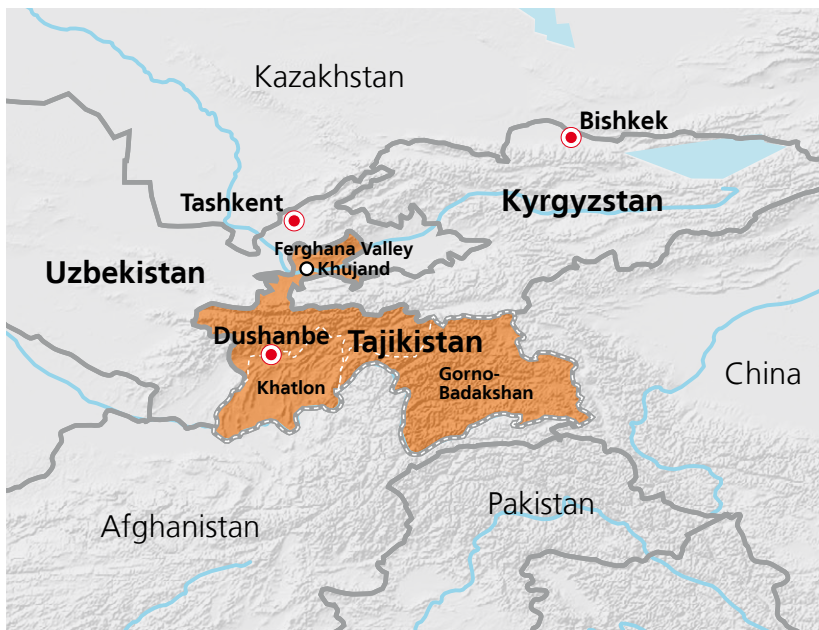 Kazakhstan
Bishkek
Tashkent
Kyrgyzstan
Ferghana Valley
Khujand
Uzbekistan
Dushanbe
Tajikistan
China
Khatlon
Gorno-
Badakshan
Pakistan
Afghanistan